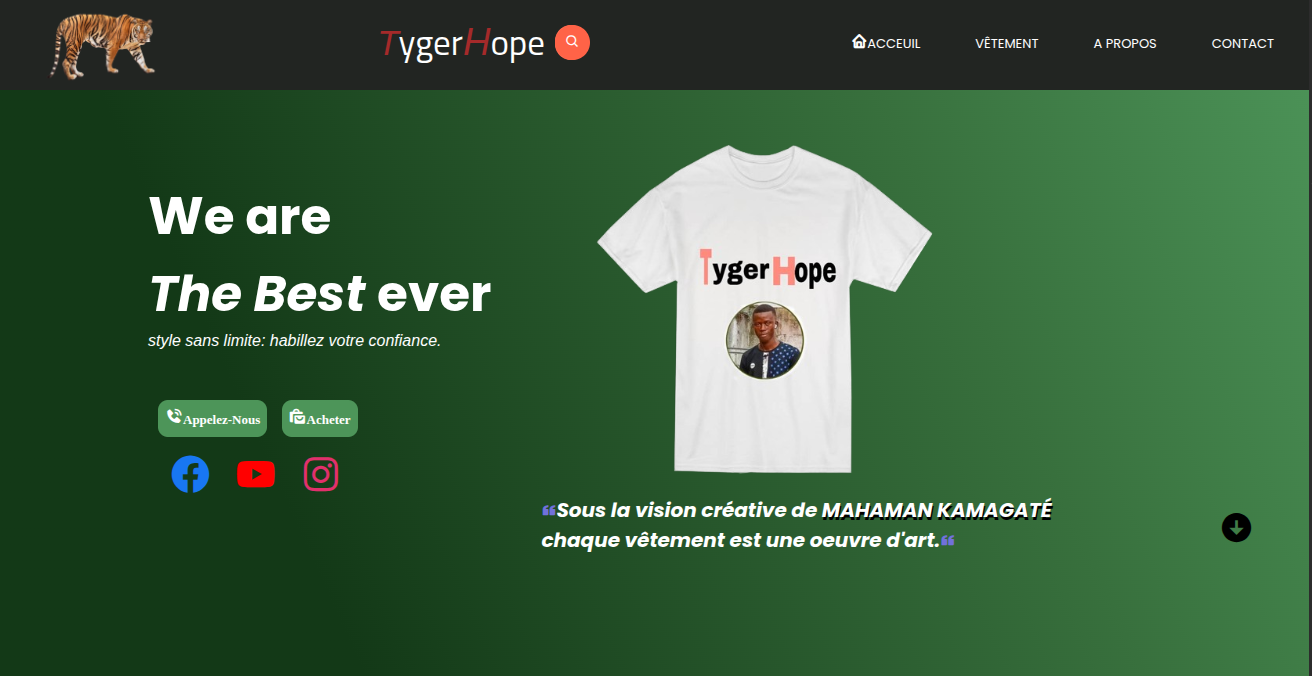 TygerHope
ACCEUIL
VÊTEMENT
A PROPOS
CONTACT
We are
The Best ever
style sans limite: habillez votre confiance.
Appelez-Nous
Acheter
TygerHope
❝Sous la vision créative de MAHAMAN KAMAGATÉ
chaque vêtement est une oeuvre d'art.❝